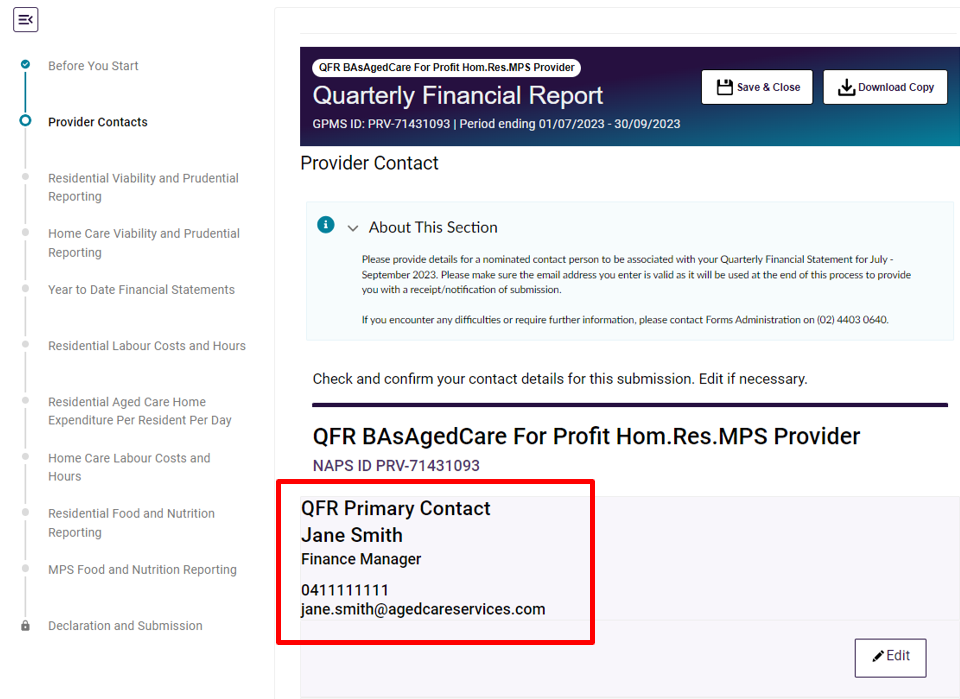 Before You Start
Provider Contacts
Residential Viability and Prudential
Reporting
Home Care Viability and Prudential
Reporting
Year to Date Financial Statements
Residential Labour Costs and Hours
Residential Aged Care Home
Expenditure Per Resident Per Day
Home Care Labour Costs and
Hours
Residential Food and Nutrition
Reporting
MPS Food and Nutrition Reporting
Declaration and Submission
QFR BAsAgedCare For Profit Hom.Res.MPS Provider
Quarterly Financial Report
GPMS ID: PRV-71431093 | Period ending 01/07/2023 - 30/09/2023
Save & Close
Download Copy
Provider Contact
About This Section
Please provide details for a nominated contact person to be associated with your Quarterly Financial Statement for July -
September 2023. Please make sure the email address you enter is valid as it will be used at the end of this process to provide
you with a receipt/notification of submission.
If you encounter any difficulties or require further information, please contact Forms Administration on (02) 4403 0640.
Check and confirm your contact details for this submission. Edit if necessary.
QFR BAsAgedCare For Profit Hom.Res.MPS Provider
NAPS ID PRV-71431093
QFR Primary Contact
Jane Smith
Finance Manager
0411111111
jane.smith@agedcareservices.com
Edit